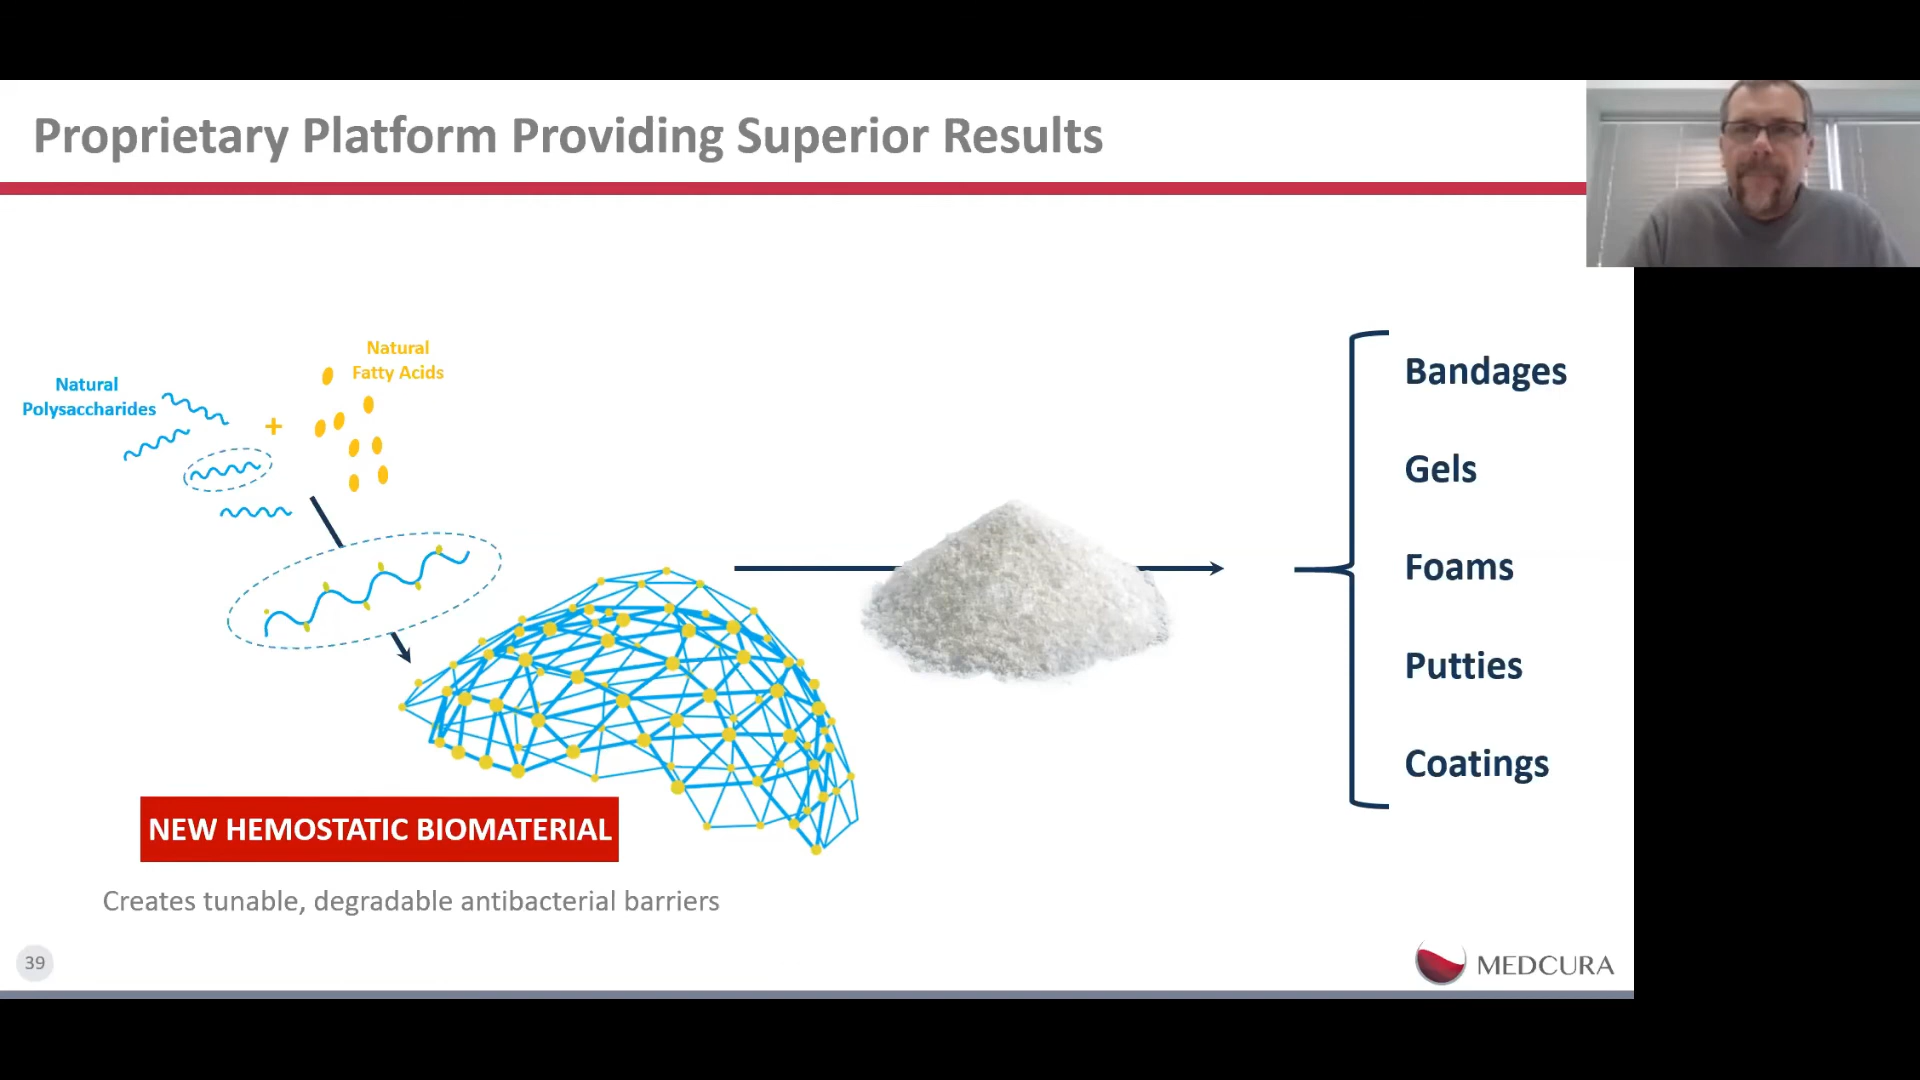 Proprietary Platform Providing Superior Results
Natural
Fatty Acids
Natural
Polysaccharides
+
Bandages
Gels
Foams
Putties
Coatings
NEW HEMOSTATIC BIOMATERIAL
Creates tunable, degradable antibacterial barriers
39
MEDCURA